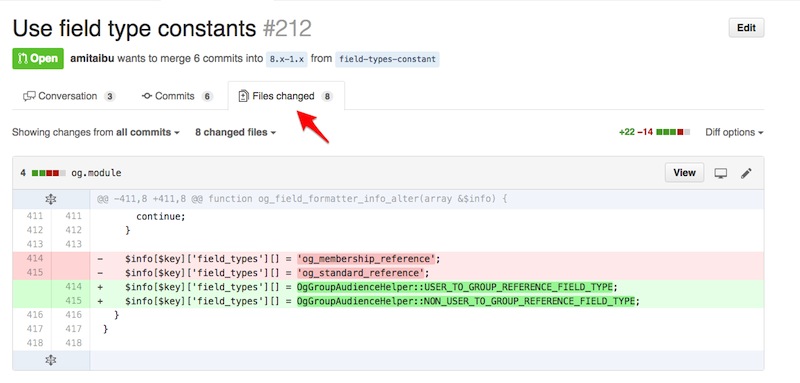 Use field type constants #212
Edit
Open amitaibu wants to merge 6 commits into 8.x-1.x from field-types-constant
Conversation 3 Commits 6 Files changed 8
Showing changes from all commits 8 changed files +22 −14 Diff options
4 og.module View
@@ -411,8 +411,8 @@ function og_field_formatter_info_alter(array &$info) {
411 411 continue;
412 412 }
413 413
414 - $info[$key]['field_types'][] = 'og_membership_reference';
415 - $info[$key]['field_types'][] = 'og_standard_reference';
414 + $info[$key]['field_types'][] = OgGroupAudienceHelper::USER_TO_GROUP_REFERENCE_FIELD_TYPE;
415 + $info[$key]['field_types'][] = OgGroupAudienceHelper::NON_USER_TO_GROUP_REFERENCE_FIELD_TYPE;
416 416 }
417 417 }
418 418